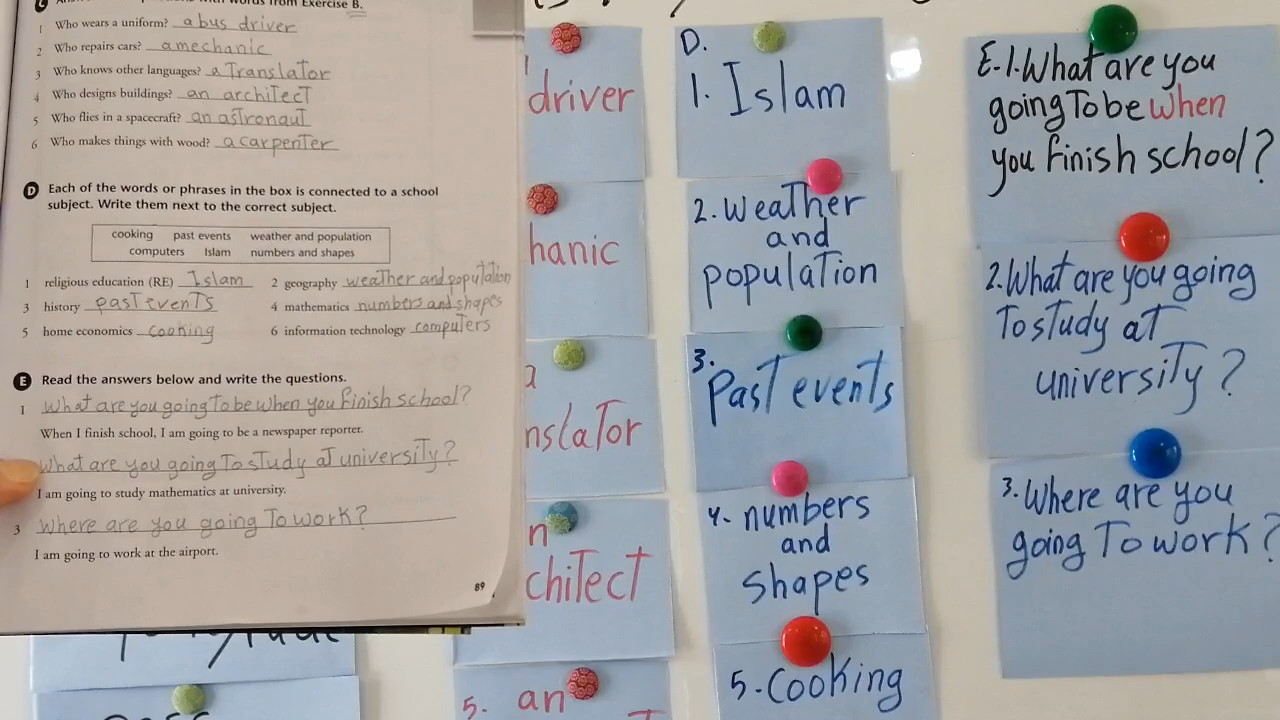 with words from Exercise B.
1 Who wears a uniform? a bus driver
2 Who repairs cars? a mechanic
3 Who knows other languages? a Translator
4 Who designs buildings? an architect
5 Who flies in a spacecraft? an astronaut
6 Who makes things with wood? a carpenter
D Each of the words or phrases in the box is connected to a school
subject. Write them next to the correct subject.
cooking past events weather and population
computers Islam numbers and shapes
1 religious education (RE) Islam 2 geography weather and population
3 history past events 4 mathematics numbers and shapes
5 home economics cooking 6 information technology computers
E Read the answers below and write the questions.
1 What are you going To be when you finish school?
When I finish school, I am going to be a newspaper reporter.
What are you going To study at university?
I am going to study mathematics at university.
3 Where are you going To work?
I am going to work at the airport.
89
driver
hanic
a
nslator
n
chitect
5. an
D.
1. Islam
2. weather
and
population
3.
Past events
4. numbers
and
shapes
5. Cooking
E.1. What are you
going To be when
you finish school?
2. What are you going
To study at
university?
3. Where are you
going To work?